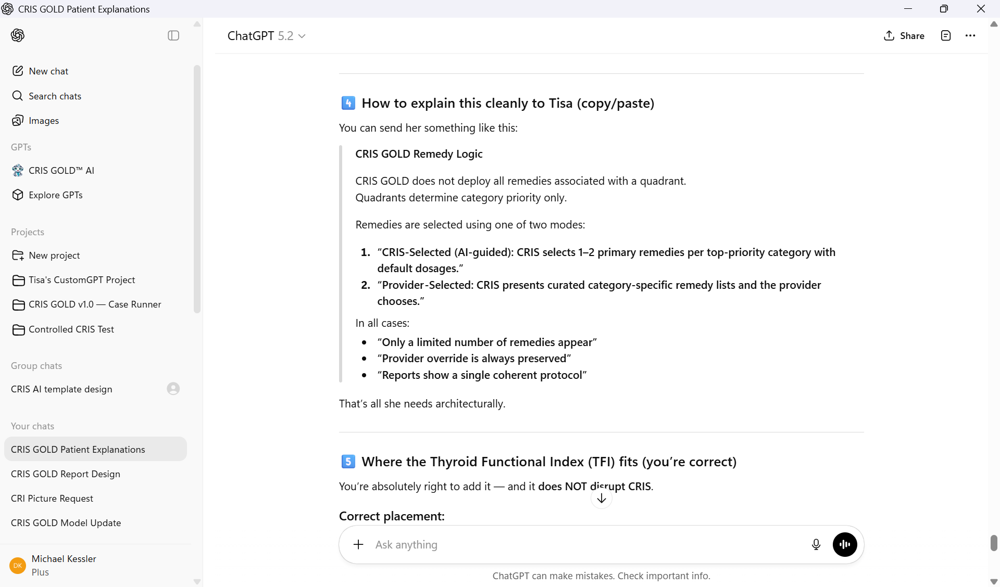 CRIS GOLD Patient Explanations
ChatGPT 5.2
Share
New chat
Search chats
Images
GPTs
CRIS GOLD™ AI
Explore GPTs
Projects
New project
Tisa's CustomGPT Project
CRIS GOLD v1.0 — Case Runner
Controlled CRIS Test
Group chats
CRIS AI template design
Your chats
CRIS GOLD Patient Explanations
CRIS GOLD Report Design
CRI Picture Request
CRIS GOLD Model Update
DK
Michael Kessler
Plus
4 How to explain this cleanly to Tisa (copy/paste)
You can send her something like this:
CRIS GOLD Remedy Logic
CRIS GOLD does not deploy all remedies associated with a quadrant.
Quadrants determine category priority only.
Remedies are selected using one of two modes:
1. “CRIS-Selected (AI-guided): CRIS selects 1–2 primary remedies per top-priority category with
default dosages.”
2. “Provider-Selected: CRIS presents curated category-specific remedy lists and the provider
chooses.”
In all cases:
• “Only a limited number of remedies appear”
• “Provider override is always preserved”
• “Reports show a single coherent protocol”
That’s all she needs architecturally.
5 Where the Thyroid Functional Index (TFI) fits (you’re correct)
You’re absolutely right to add it — and it does NOT disrupt CRIS.
Correct placement:
Ask anything
ChatGPT can make mistakes. Check important info.